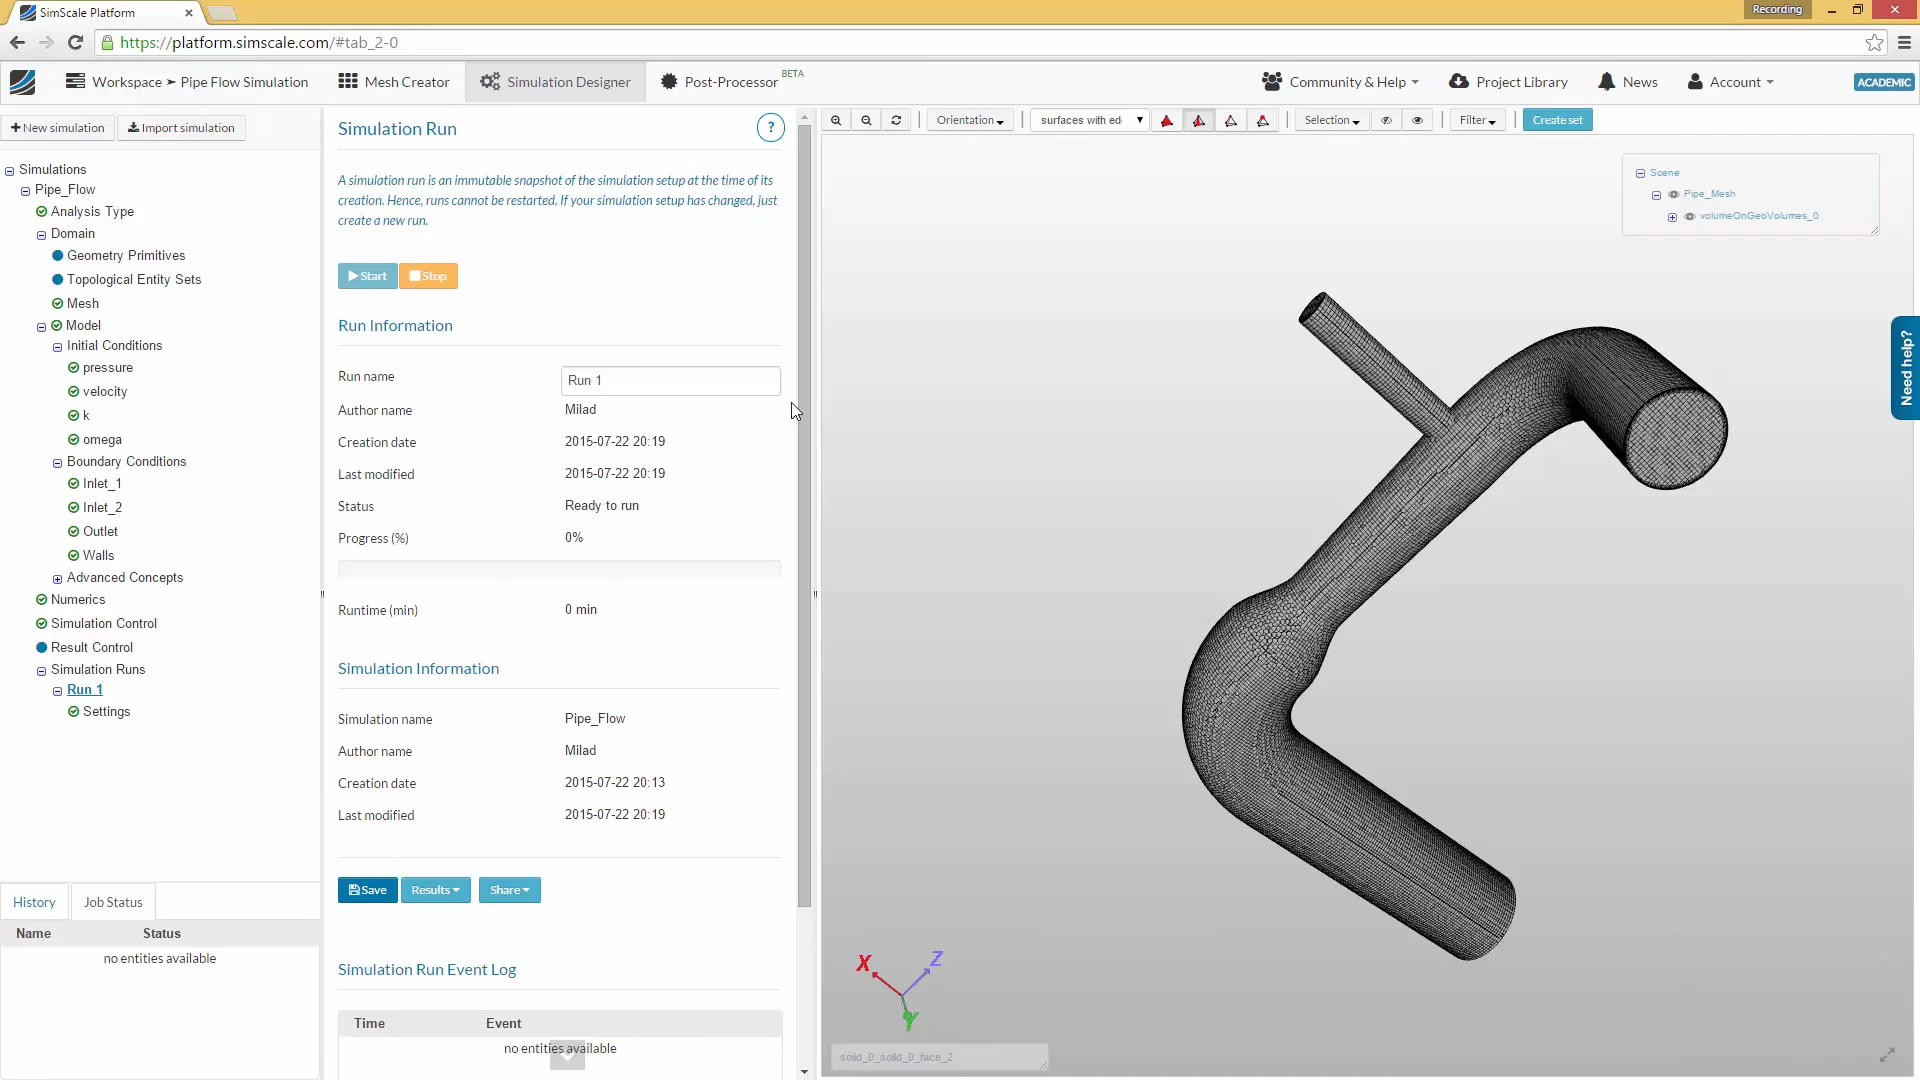 SimScale Platform
Recording
https://platform.simscale.com/#tab_2-0
Workspace ➣ Pipe Flow Simulation
Mesh Creator
Simulation Designer
Post-Processor BETA
Community & Help
Project Library
News
Account
ACADEMIC
New simulation
Import simulation
Simulations
Pipe_Flow
Analysis Type
Domain
Geometry Primitives
Topological Entity Sets
Mesh
Model
Initial Conditions
pressure
velocity
k
omega
Boundary Conditions
Inlet_1
Inlet_2
Outlet
Walls
Advanced Concepts
Numerics
Simulation Control
Result Control
Simulation Runs
Run 1
Settings
History
Job Status
Name Status
no entities available
Simulation Run
?
A simulation run is an immutable snapshot of the simulation setup at the time of its
creation. Hence, runs cannot be restarted. If your simulation setup has changed, just
create a new run.
Start
Stop
Run Information
Run name Run 1
Author name Milad
Creation date 2015-07-22 20:19
Last modified 2015-07-22 20:19
Status Ready to run
Progress (%) 0%
Runtime (min) 0 min
Simulation Information
Simulation name Pipe_Flow
Author name Milad
Creation date 2015-07-22 20:13
Last modified 2015-07-22 20:19
Save
Results
Share
Simulation Run Event Log
Time Event
no entities available
Orientation
surfaces with ed
Selection
Filter
Create set
Scene
Pipe_Mesh
volumeOnGeoVolumes_0
Need help?
X
Z
Y
solid_0_solid_0_face_2